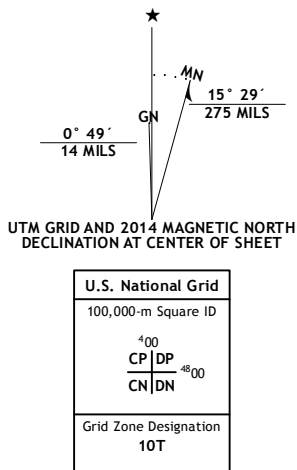 ★
MN
GN
15° 29´
275 MILS
0° 49´
14 MILS
UTM GRID AND 2014 MAGNETIC NORTH
DECLINATION AT CENTER OF SHEET
U.S. National Grid
100,000-m Square ID
⁴00
CP DP
⁴⁸00
CN DN
Grid Zone Designation
10T